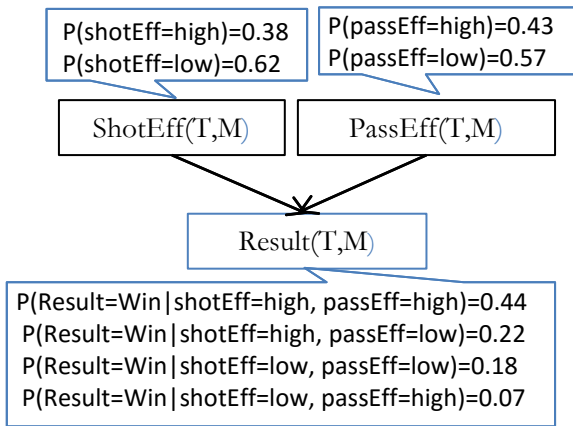 P(shotEff=high)=0.38
P(shotEff=low)=0.62
P(passEff=high)=0.43
P(passEff=low)=0.57
ShotEff(T,M)
PassEff(T,M)
Result(T,M)
P(Result=Win|shotEff=high, passEff=high)=0.44
P(Result=Win|shotEff=high, passEff=low)=0.22
P(Result=Win|shotEff=low, passEff=low)=0.18
P(Result=Win|shotEff=low, passEff=high)=0.07